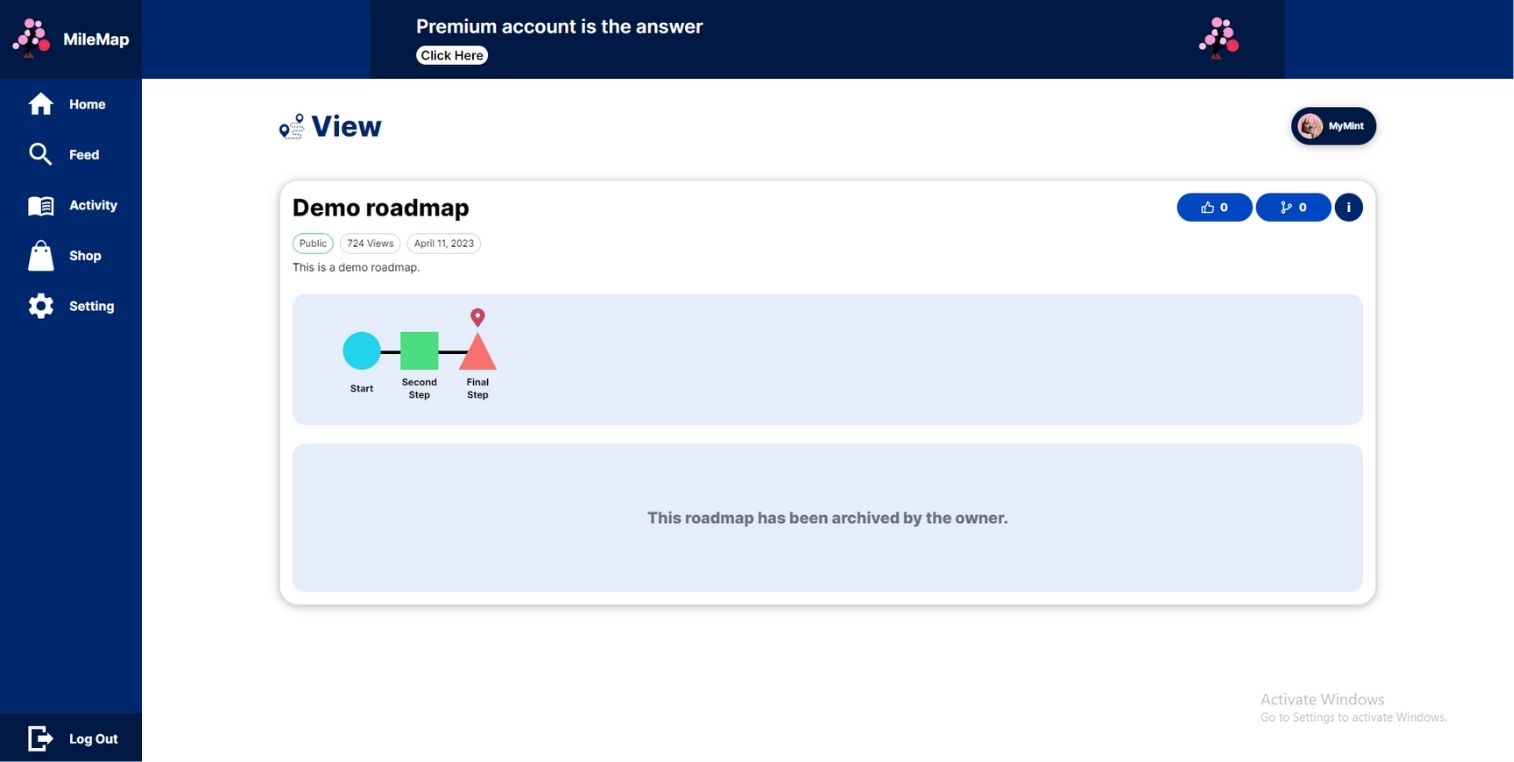 MileMap
Premium account is the answer
Click Here
Home
Feed
Activity
Shop
Setting
Log Out
View
MyMint
Demo roadmap
0
0
i
Public
724 Views
April 11, 2023
This is a demo roadmap.
Start
Second
Step
Final
Step
This roadmap has been archived by the owner.
Activate Windows
Go to Settings to activate Windows.